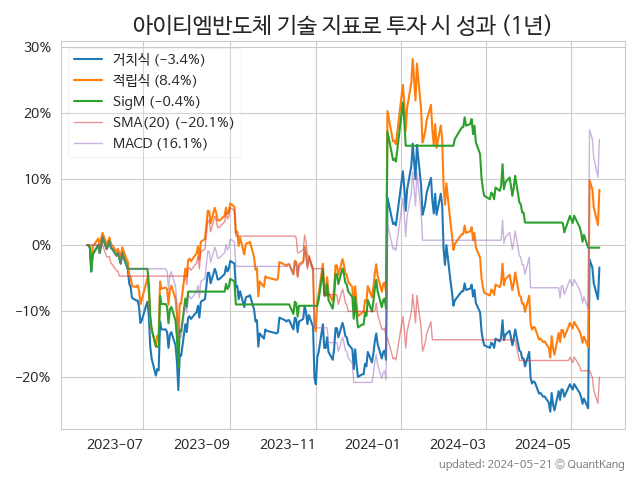 아이티엠반도체 기술 지표로 투자 시 성과 (1년)
30%
20%
10%
0%
−10%
−20%
거치식 (−3.4%)
적립식 (8.4%)
SigM (−0.4%)
SMA(20) (−20.1%)
MACD (16.1%)
2023-07 2023-09 2023-11 2024-01 2024-03 2024-05
updated: 2024-05-21 © QuantKang